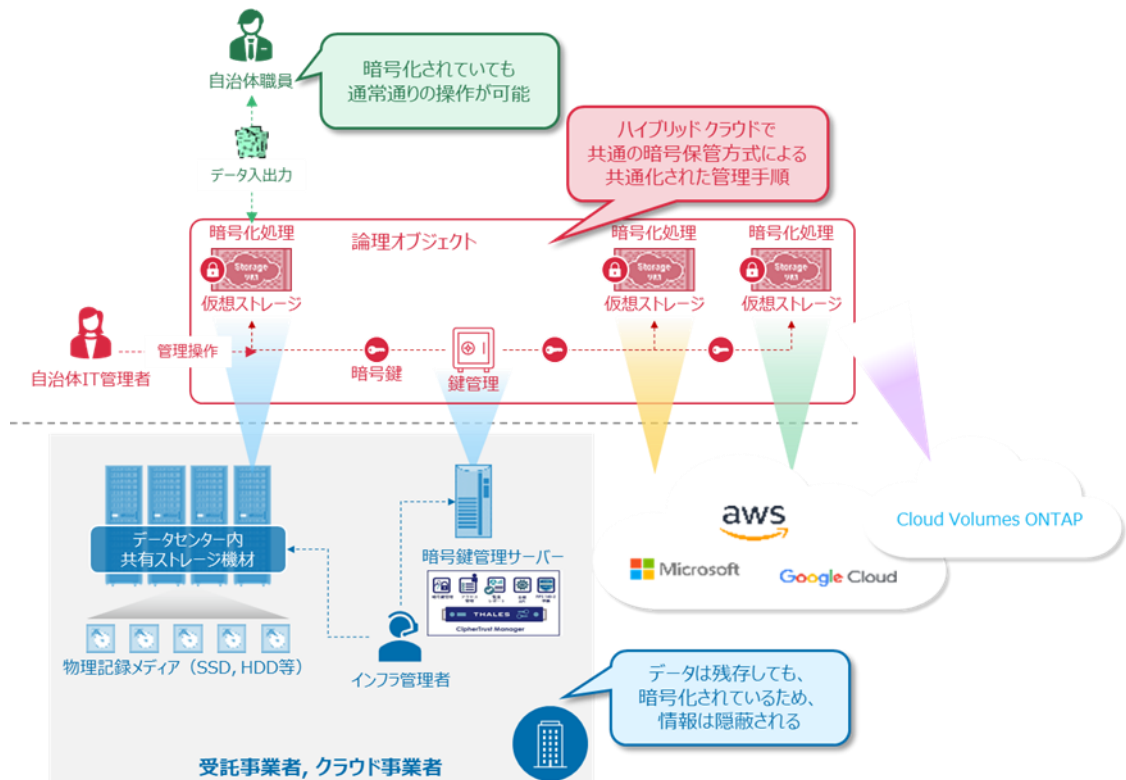 自治体職員
暗号化されていても
通常通りの操作が可能
データ入出力
ハイブリッド クラウドで
共通の暗号保管方式による
共通化された管理手順
暗号化処理
論理オブジェクト
暗号化処理
暗号化処理
Storage
Storage
Storage
仮想ストレージ
仮想ストレージ
仮想ストレージ
自治体IT管理者
管理操作
暗号鍵
鍵管理
データセンター内
共有ストレージ機材
暗号鍵管理サーバー
THALES
CipherTrust Manager
aws
Microsoft
Google Cloud
Cloud Volumes ONTAP
物理記録メディア（SSD, HDD等）
インフラ管理者
データは残存しても、
暗号化されているため、
情報は隠蔽される
受託事業者, クラウド事業者